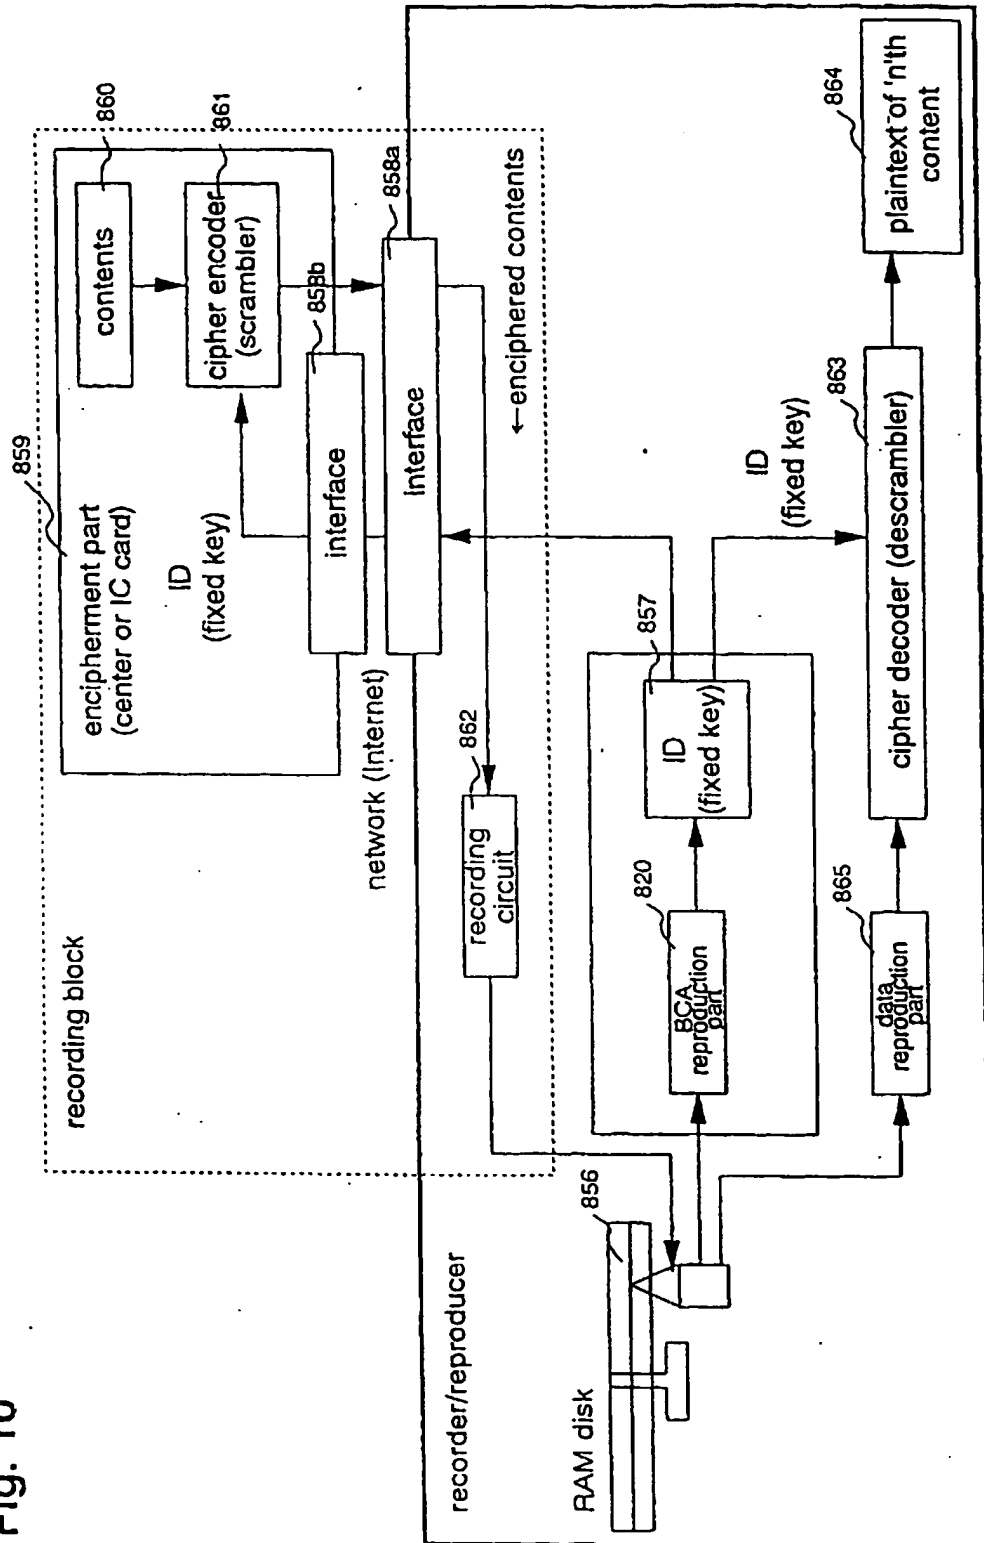 Fig.
859
encipherment part
(center or IC card)
860
contents
861
cipher encoder
(scrambler)
ID
(fixed key)
858b
interface
recording block
network (Internet)
858a
Interface
862
recording
circuit
←enciphered contents
recorder/reproducer
RAM disk
856
820
BCA
reproduction
part
857
ID
(fixed key)
ID
(fixed key)
865
data
reproduction
part
863
cipher decoder (descrambler)
864
plaintext of 'n'th
content